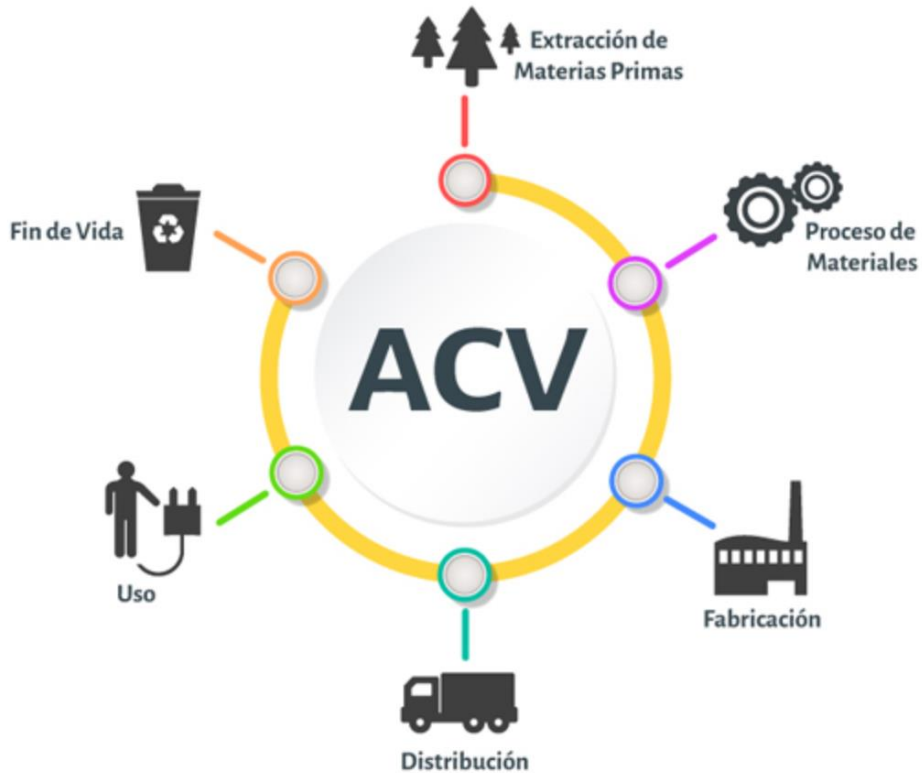 Extracción de
Materias Primas
Proceso de
Materiales
Fabricación
Distribución
Uso
Fin de Vida
ACV